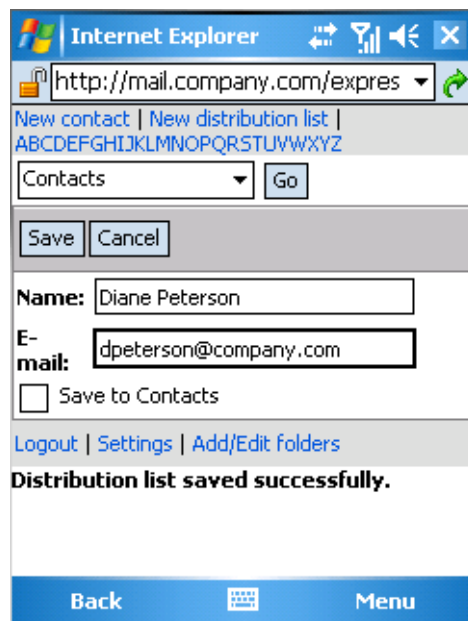 Internet Explorer
http://mail.company.com/expres
New contact | New distribution list |
ABCDEFGHIJKLMNOPQRSTUVWXYZ
Contacts Go
Save Cancel
Name: Diane Peterson
E-
mail: dpeterson@company.com
Save to Contacts
Logout | Settings | Add/Edit folders
Distribution list saved successfully.
Back Menu